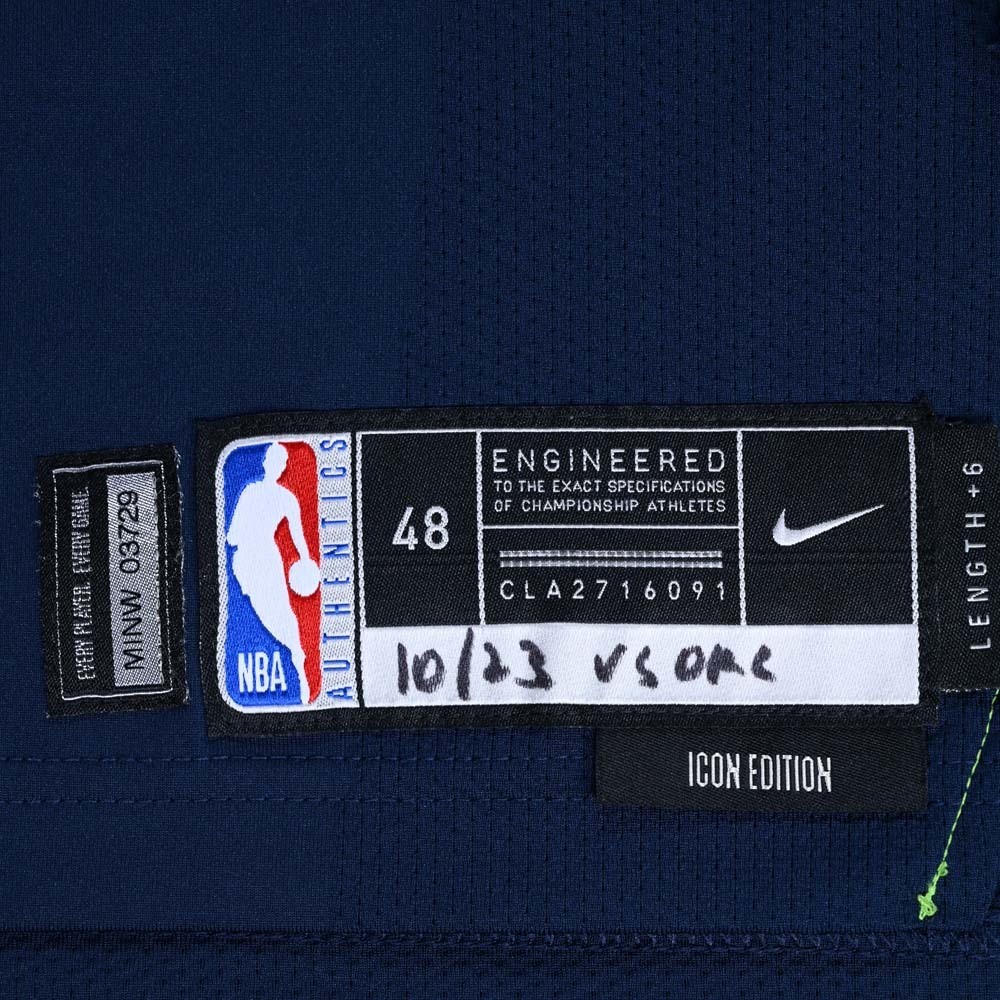 EVERY PLAYER. EVERY GAME.
MINW 03729
NBA
AUTHENTICS
48
ENGINEERED
TO THE EXACT SPECIFICATIONS
OF CHAMPIONSHIP ATHLETES
CLA2716091
10/23 VS OKC
LENGTH +6
ICON EDITION